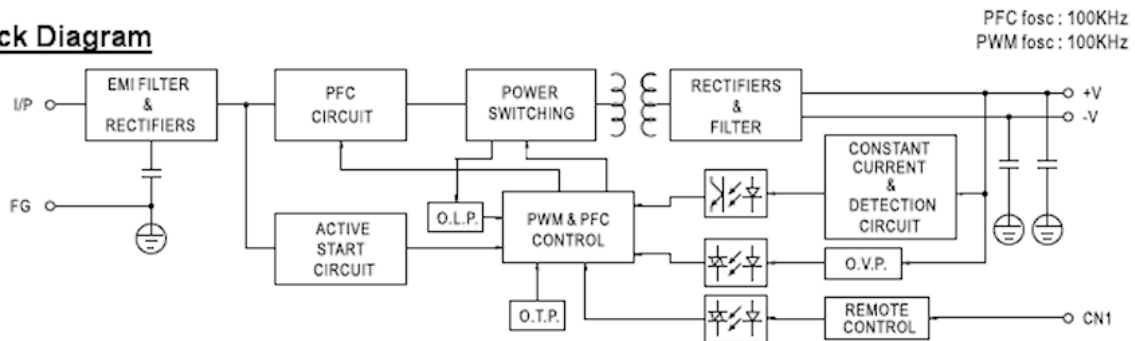 ck Diagram
PFC fosc : 100KHz
PWM fosc : 100KHz
I/P
EMI FILTER
&
RECTIFIERS
PFC
CIRCUIT
POWER
SWITCHING
RECTIFIERS
&
FILTER
+V
-V
CONSTANT
CURRENT
&
DETECTION
CIRCUIT
FG
O.L.P.
PWM & PFC
CONTROL
ACTIVE
START
CIRCUIT
O.V.P.
O.T.P.
REMOTE
CONTROL
CN1